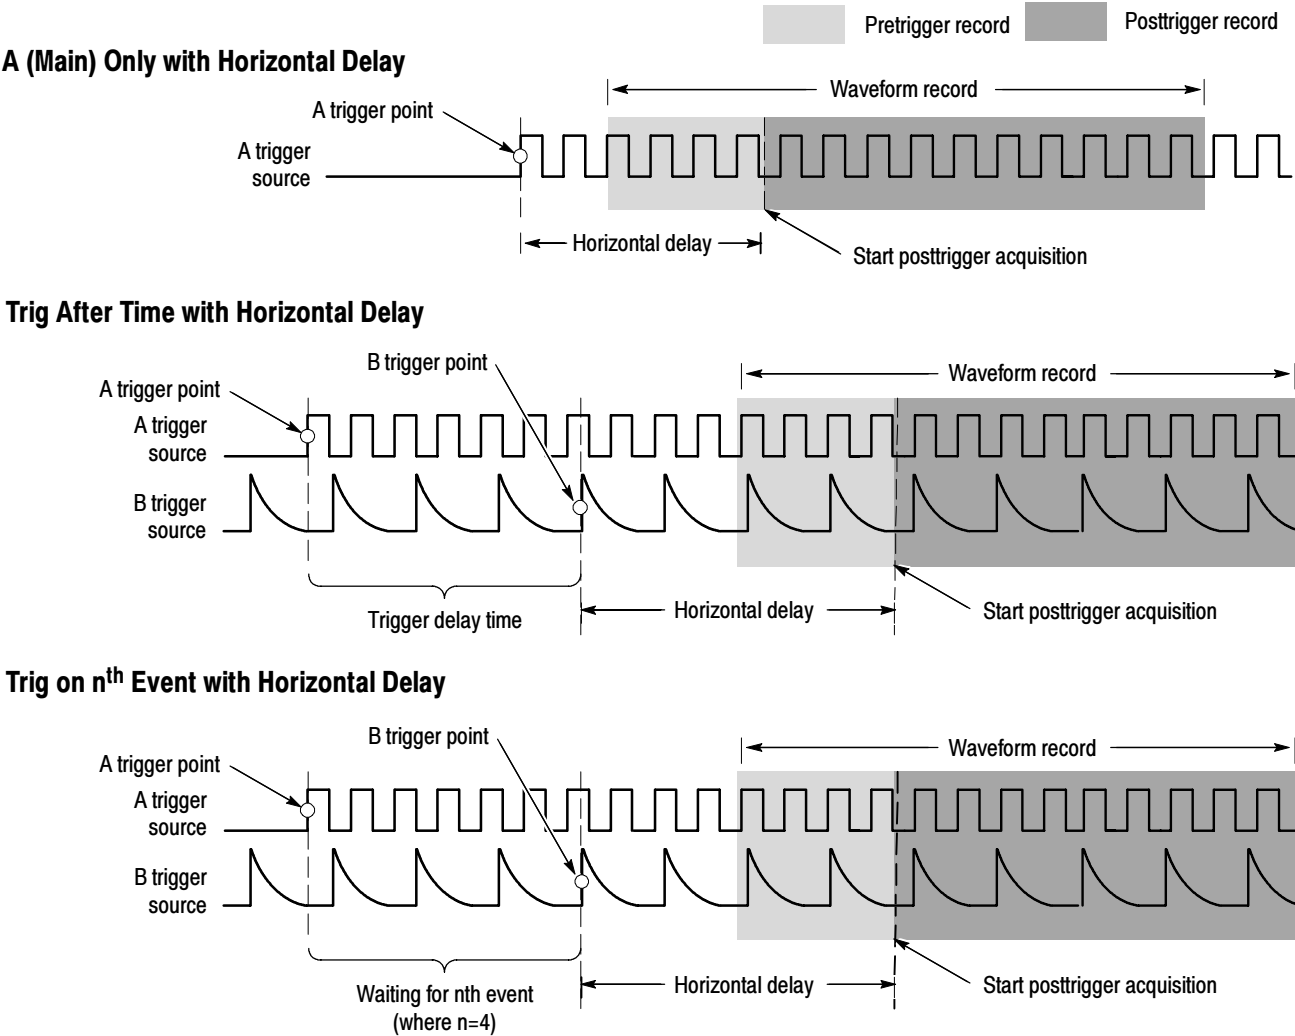 Pretrigger record
Posttrigger record
A (Main) Only with Horizontal Delay
Waveform record
A trigger point
A trigger
source
Horizontal delay
Start posttrigger acquisition
Trig After Time with Horizontal Delay
B trigger point
Waveform record
A trigger point
A trigger
source
B trigger
source
Trigger delay time
Horizontal delay
Start posttrigger acquisition
Trig on nth Event with Horizontal Delay
B trigger point
Waveform record
A trigger point
A trigger
source
B trigger
source
Waiting for nth event
(where n=4)
Horizontal delay
Start posttrigger acquisition